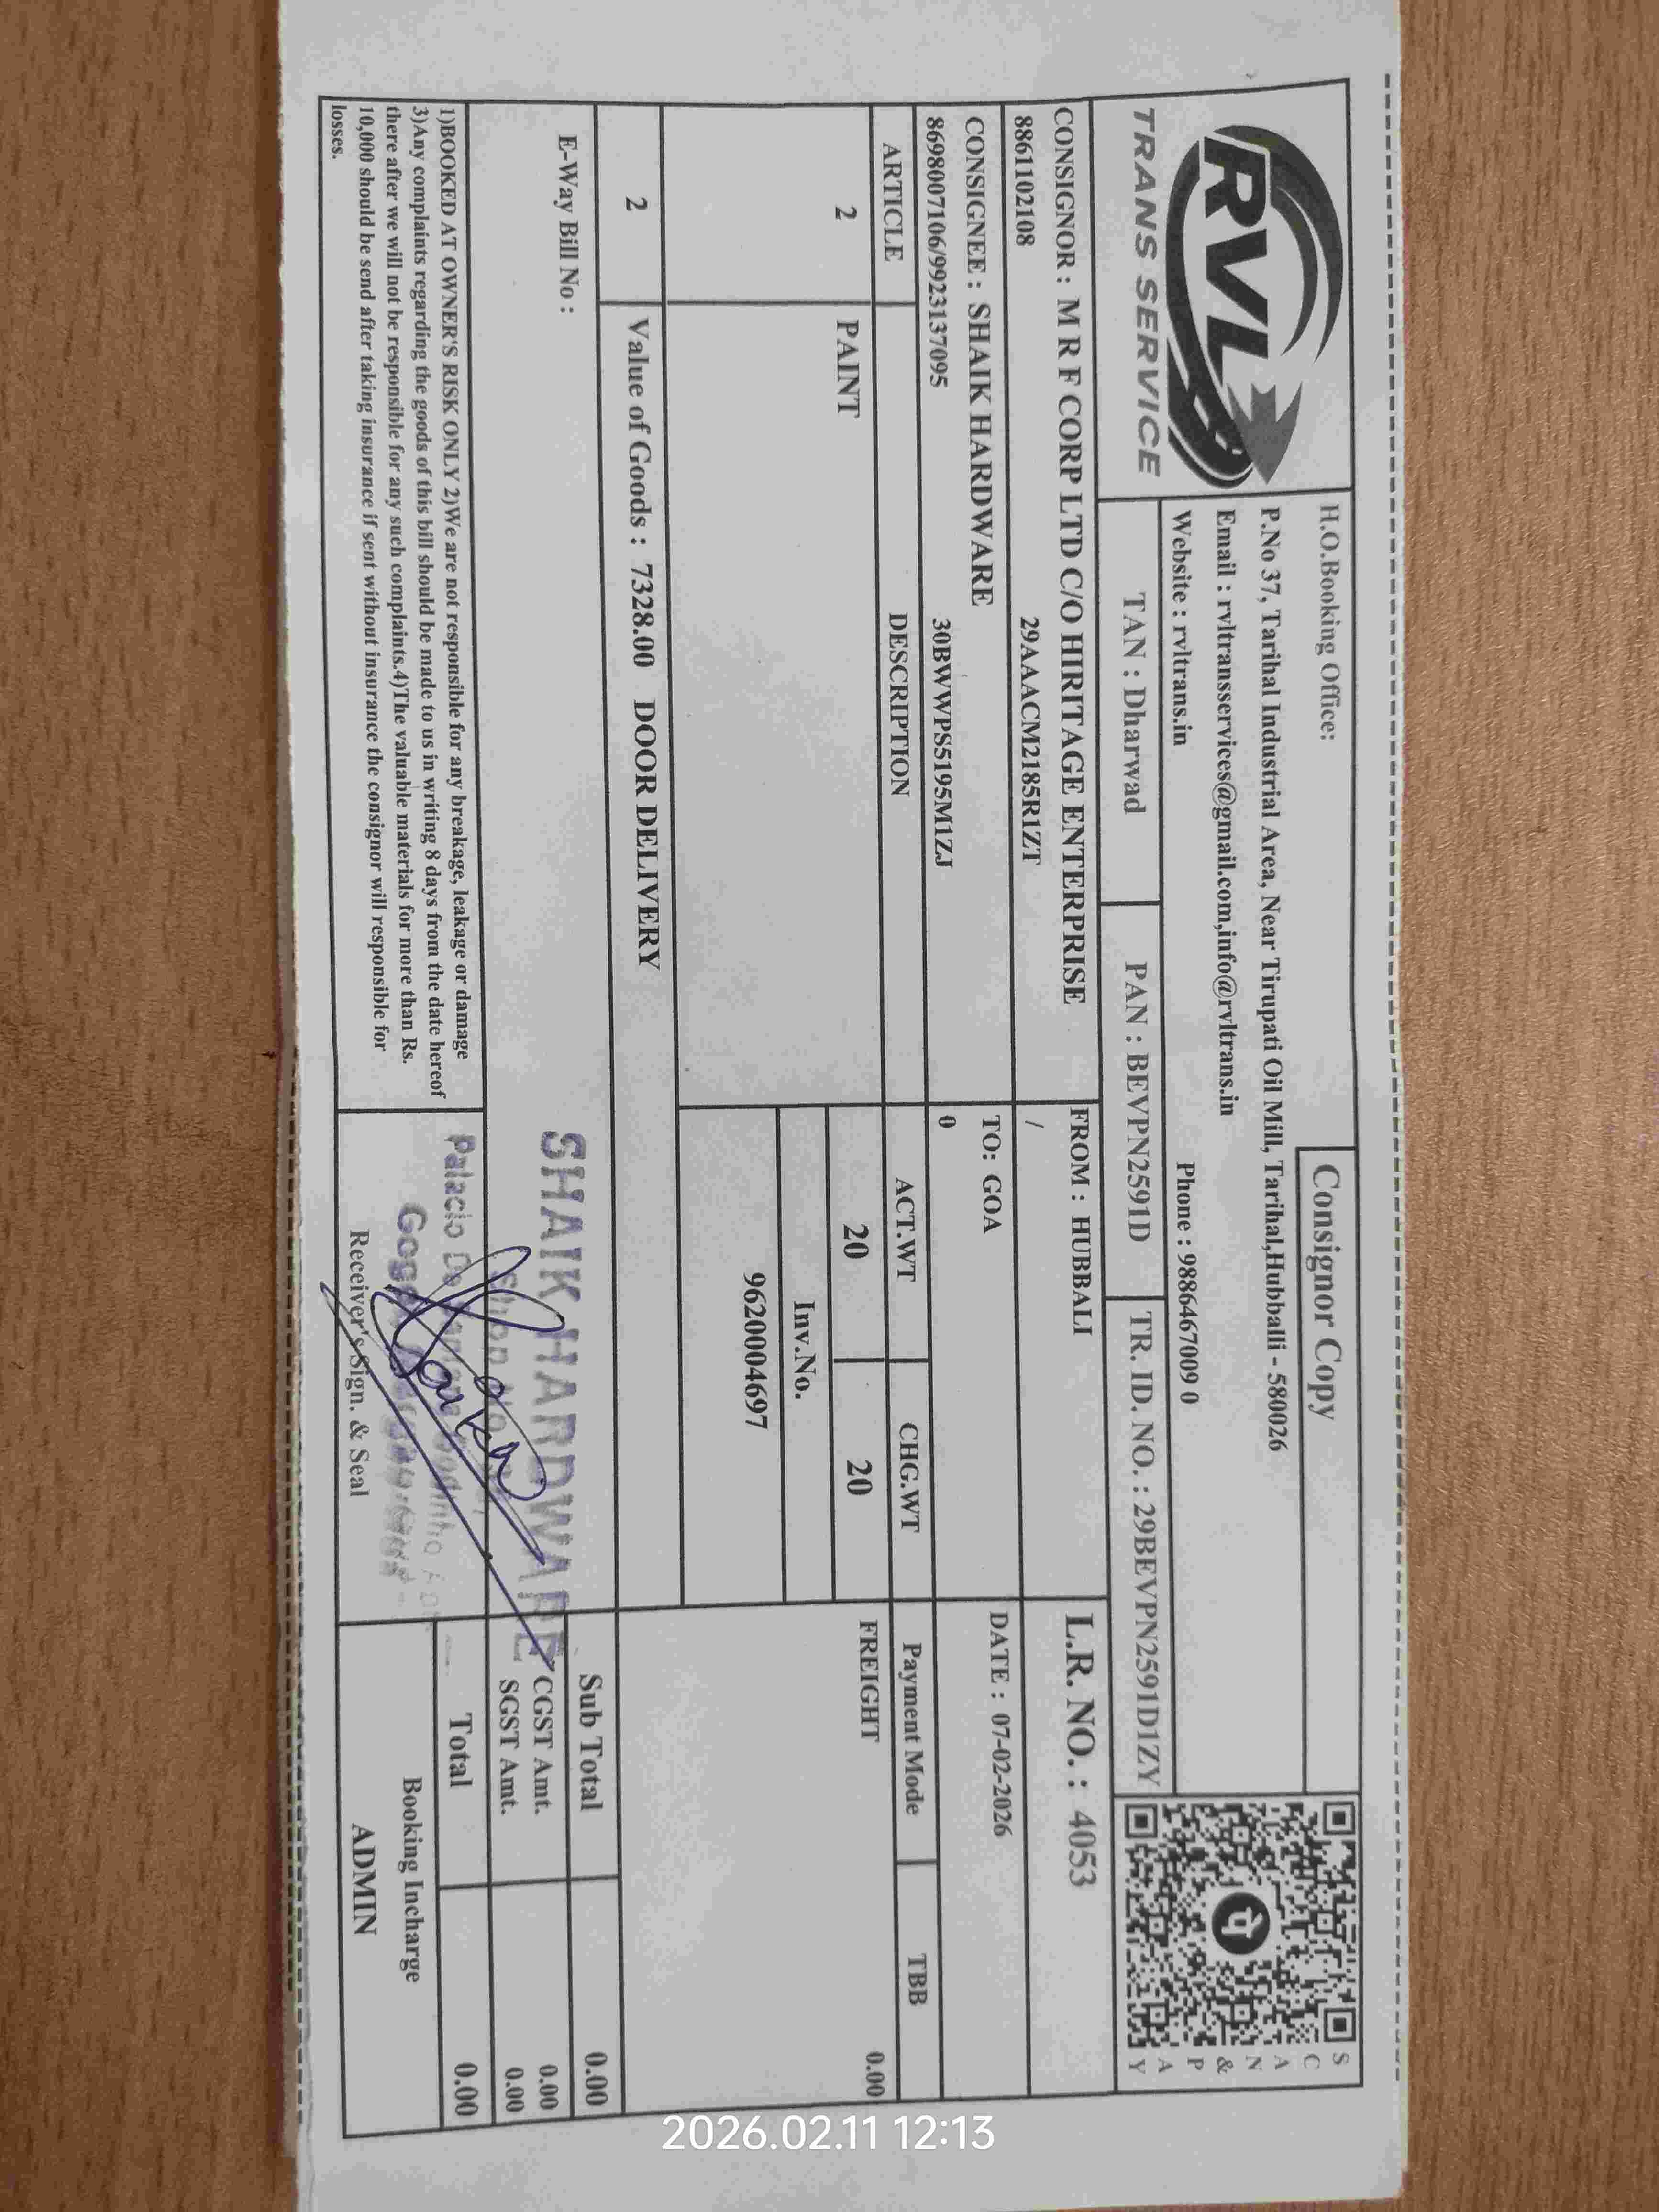 RVL
TRANS SERVICE
H.O.Booking Office:
Consignor Copy
P.No 37, Tarihal Industrial Area, Near Tirupati Oil Mill, Tarihal,Hubballi - 580026
Email : rvltransservices@gmail.com,info@rvltrans.in
Website : rvltrans.in Phone : 9886467009 0
SCAN & PAY
TAN : Dharwad PAN : BEVPN2591D TR. ID. NO. : 29BEVPN2591D1ZY
CONSIGNOR : M R F CORP LTD C/O HIRITAGE ENTERPRISE FROM : HUBBALI L.R. NO. : 4053
8861102108 29AAACM2185R1ZT /
CONSIGNEE : SHAIK HARDWARE TO: GOA DATE : 07-02-2026
8698007106/9923137095 30BWWPS5195M1ZJ 0
ARTICLE DESCRIPTION ACT.WT CHG.WT Payment Mode TBB
2 PAINT 20 20 FREIGHT 0.00
Inv.No.
9620004697
2 Value of Goods : 7328.00 DOOR DELIVERY
E-Way Bill No :
Sub Total 0.00
CGST Amt. 0.00
SGST Amt. 0.00
Total 0.00
SHAIK HARDWARE
Shop No.
Palacio De
1)BOOKED AT OWNER'S RISK ONLY 2)We are not responsible for any breakage, leakage or damage
3)Any complaints regarding the goods of this bill should be made to us in writing 8 days from the date hereof
there after we will not be responsible for any such complaints.4)The valuable materials for more than Rs.
10,000 should be send after taking insurance if sent without insurance the consignor will responsible for
losses.
Receiver's Sign. & Seal
Booking Incharge
ADMIN
2026.02.11 12:13